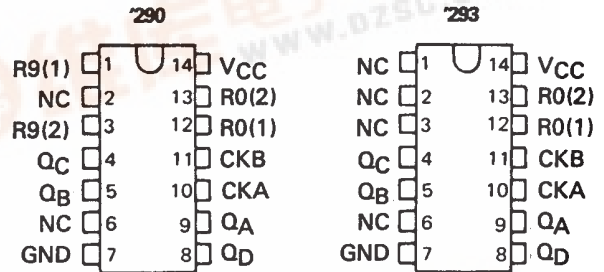 '290
R9(1) 1 14 VCC
NC 2 13 R0(2)
R9(2) 3 12 R0(1)
QC 4 11 CKB
QB 5 10 CKA
NC 6 9 QA
GND 7 8 QD
'293
NC 1 14 VCC
NC 2 13 R0(2)
NC 3 12 R0(1)
QC 4 11 CKB
QB 5 10 CKA
NC 6 9 QA
GND 7 8 QD